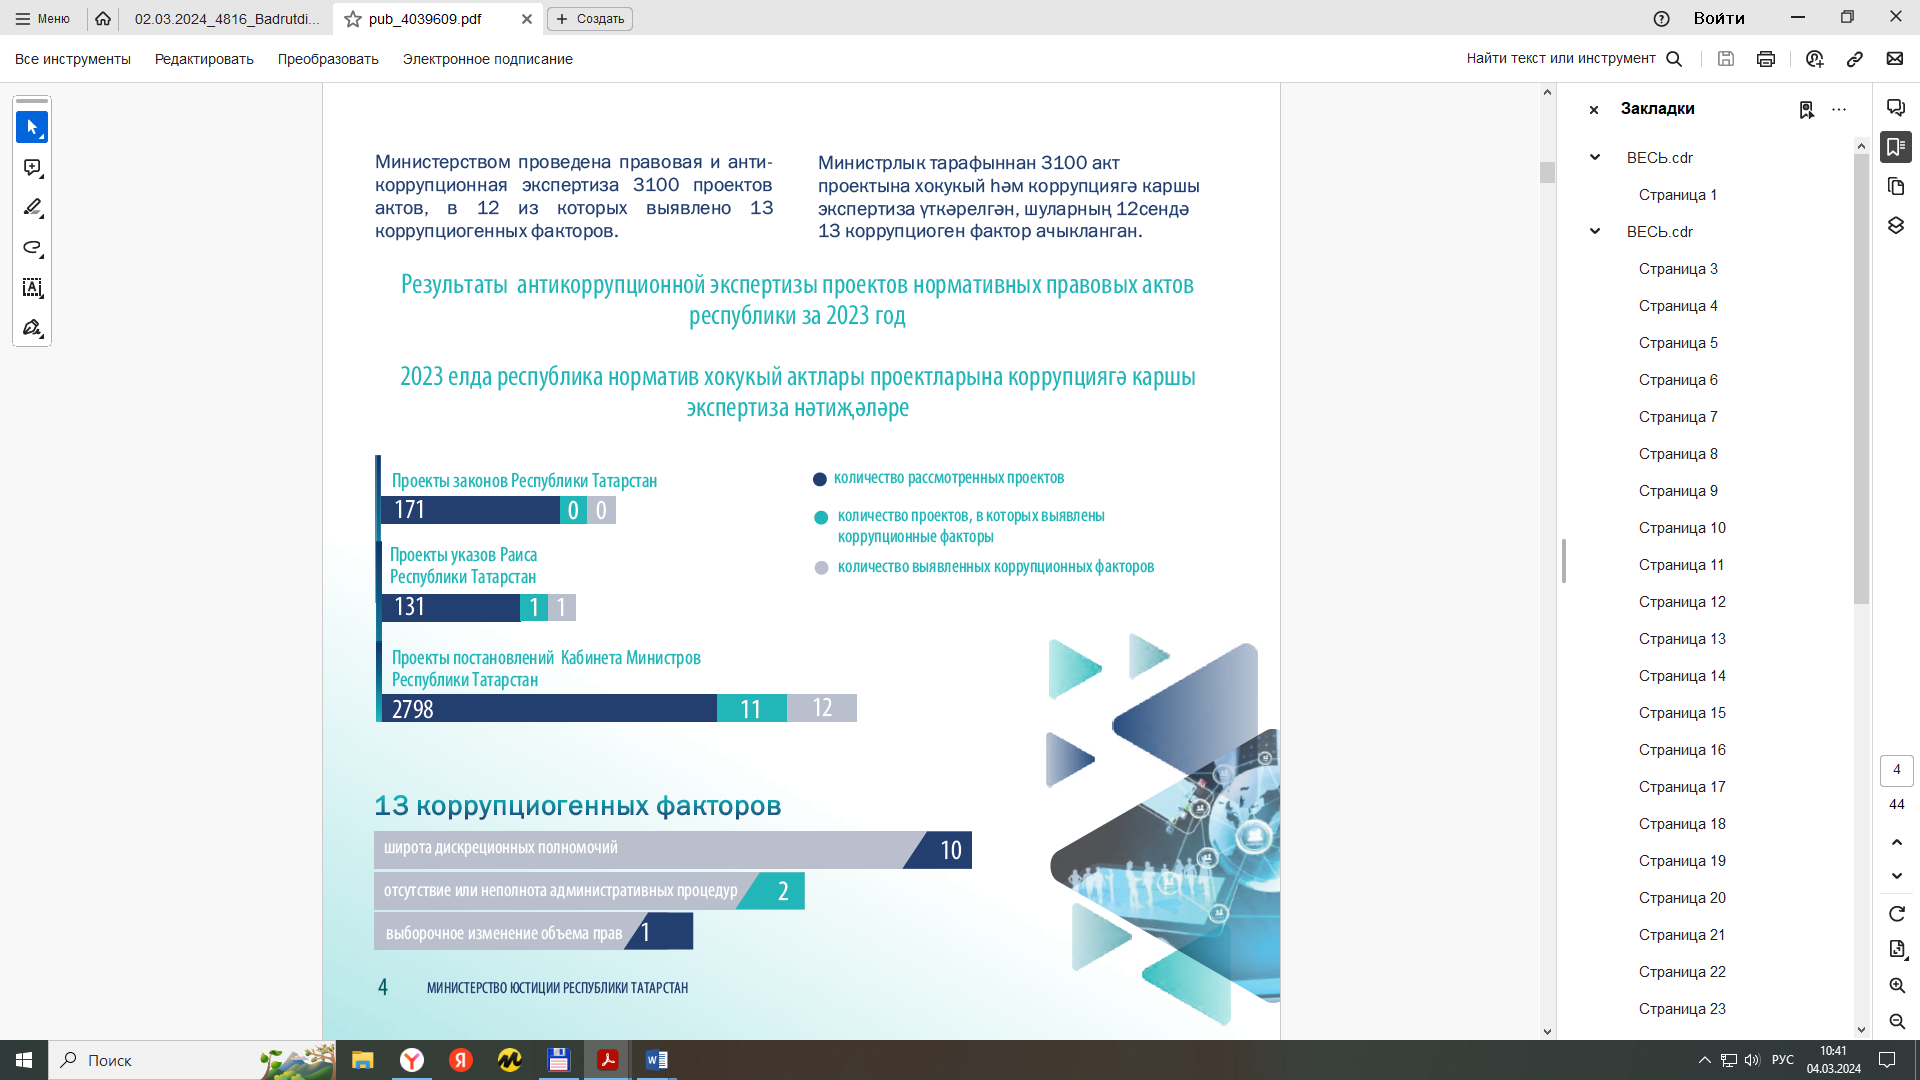 Меню
02.03.2024_4816_Badrutdi...
pub_4039609.pdf
Создать
Войти
Все инструменты
Редактировать
Преобразовать
Электронное подписание
Найти текст или инструмент
Министерством проведена правовая и анти-
коррупционная экспертиза 3100 проектов
актов, в 12 из которых выявлено 13
коррупциогенных факторов.
Министрлык тарафыннан 3100 акт
проектына хокукый һәм коррупциягә каршы
экспертиза үткәрелгән, шуларның 12сендә
13 коррупциоген фактор ачыкланган.
Результаты антикоррупционной экспертизы проектов нормативных правовых актов
республики за 2023 год
2023 елда республика норматив хокукый актлары проектларына коррупциягә каршы
экспертиза нәтиҗәләре
Проекты законов Республики Татарстан
171
0
0
Проекты указов Раиса
Республики Татарстан
131
1
1
Проекты постановлений Кабинета Министров
Республики Татарстан
2798
11
12
количество рассмотренных проектов
количество проектов, в которых выявлены
коррупционные факторы
количество выявленных коррупционных факторов
13 коррупциогенных факторов
широта дискреционных полномочий
10
отсутствие или неполнота административных процедур
2
выборочное изменение объема прав
1
4
МИНИСТЕРСТВО ЮСТИЦИИ РЕСПУБЛИКИ ТАТАРСТАН
Закладки
ВЕСЬ.cdr
Страница 1
ВЕСЬ.cdr
Страница 3
Страница 4
Страница 5
Страница 6
Страница 7
Страница 8
Страница 9
Страница 10
Страница 11
Страница 12
Страница 13
Страница 14
Страница 15
Страница 16
Страница 17
Страница 18
Страница 19
Страница 20
Страница 21
Страница 22
Страница 23
4
44
Поиск
РУС
10:41
04.03.2024